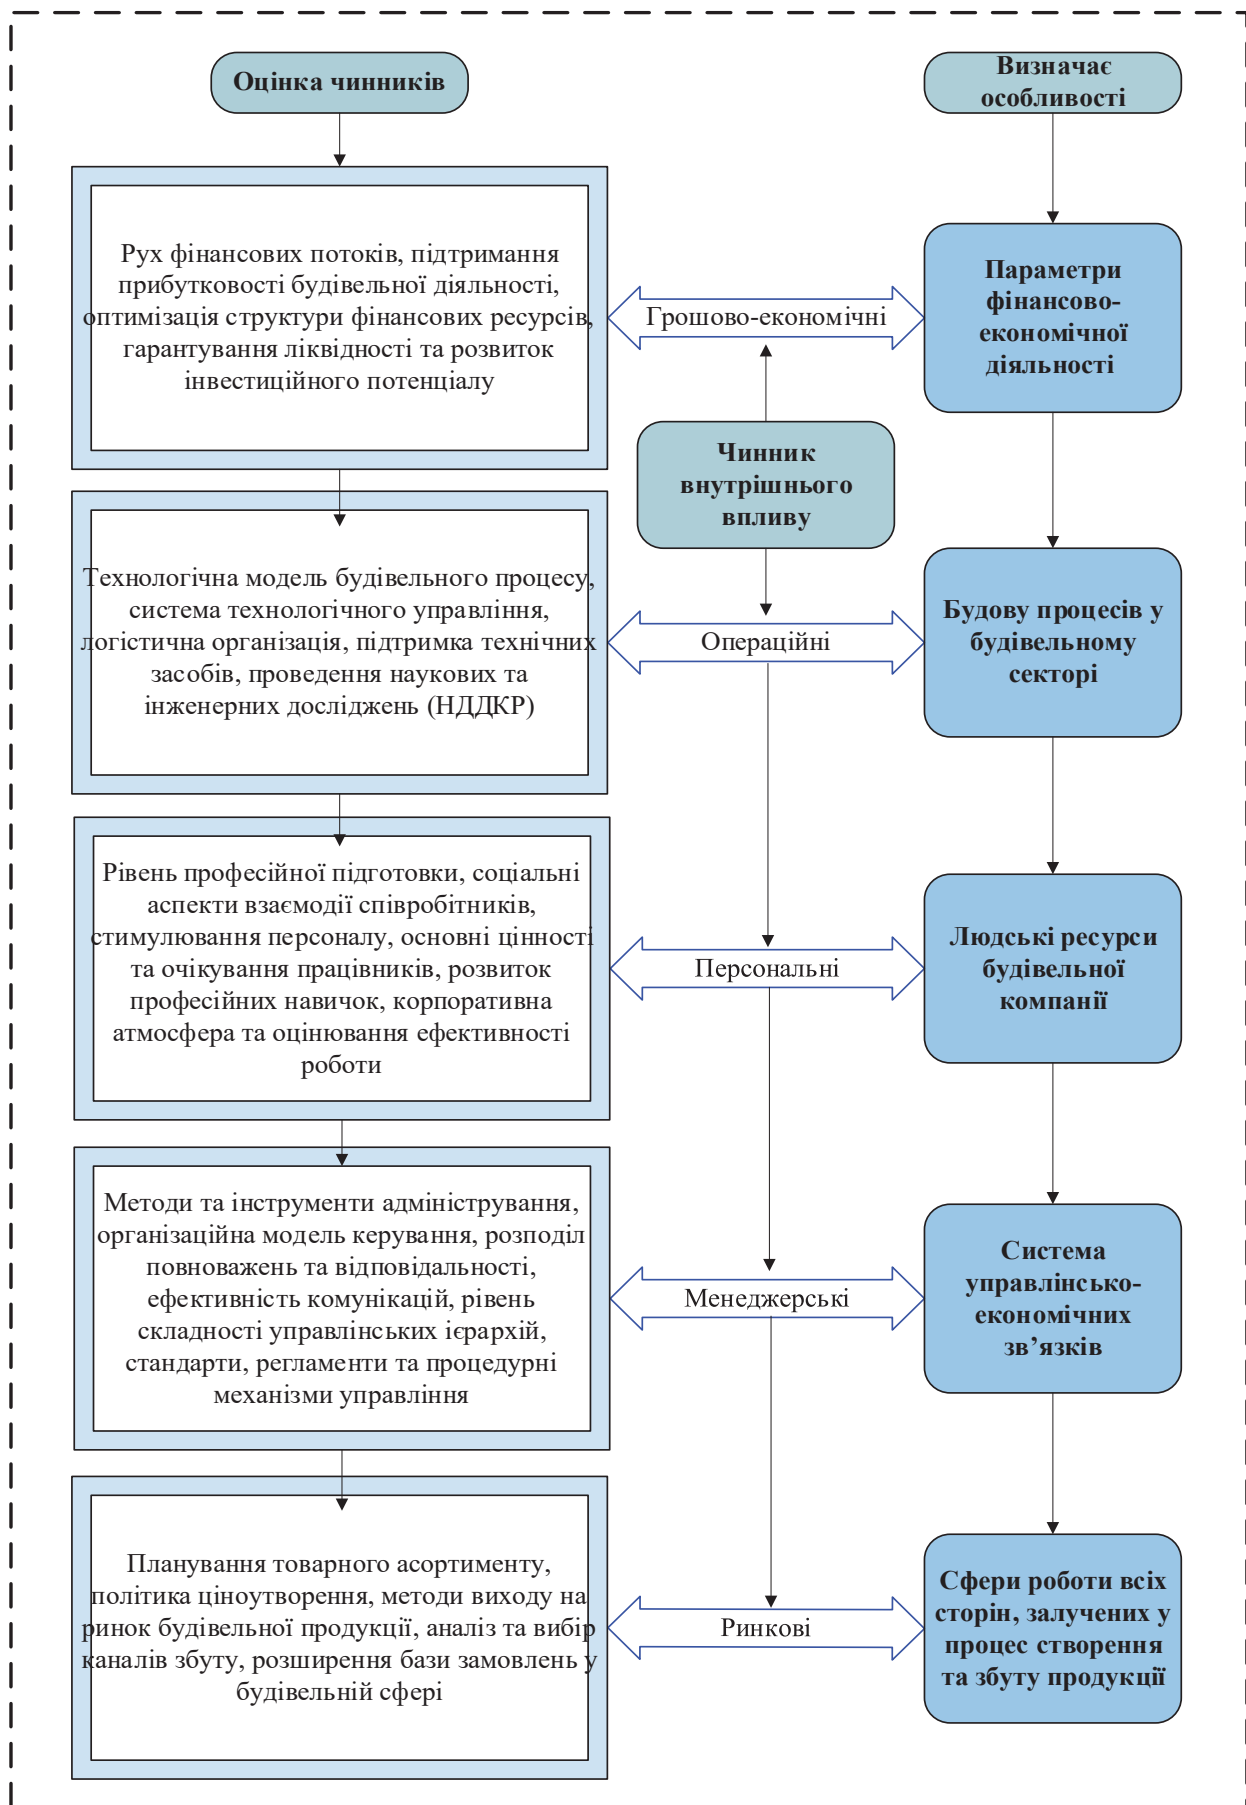 Оцінка чинників
Визначає
особливості
Рух фінансових потоків, підтримання
прибутковості будівельної діяльності,
оптимізація структури фінансових ресурсів,
гарантування ліквідності та розвиток
інвестиційного потенціалу
Грошово-економічні
Параметри
фінансово-
економічної
діяльності
Чинник
внутрішнього
впливу
Технологічна модель будівельного процесу,
система технологічного управління,
логістична організація, підтримка технічних
засобів, проведення наукових та
інженерних досліджень (НДДКР)
Операційні
Будову процесів у
будівельному
секторі
Рівень професійної підготовки, соціальні
аспекти взаємодії співробітників,
стимулювання персоналу, основні цінності
та очікування працівників, розвиток
професійних навичок, корпоративна
атмосфера та оцінювання ефективності
роботи
Персональні
Людські ресурси
будівельної
компанії
Методи та інструменти адміністрування,
організаційна модель керування, розподіл
повноважень та відповідальності,
ефективність комунікацій, рівень
складності управлінських ієрархій,
стандарти, регламенти та процедурні
механізми управління
Менеджерські
Система
управлінсько-
економічних
зв’язків
Планування товарного асортименту,
політика ціноутворення, методи виходу на
ринок будівельної продукції, аналіз та вибір
каналів збуту, розширення бази замовлень у
будівельній сфері
Ринкові
Сфери роботи всіх
сторін, залучених у
процес створення
та збуту продукції